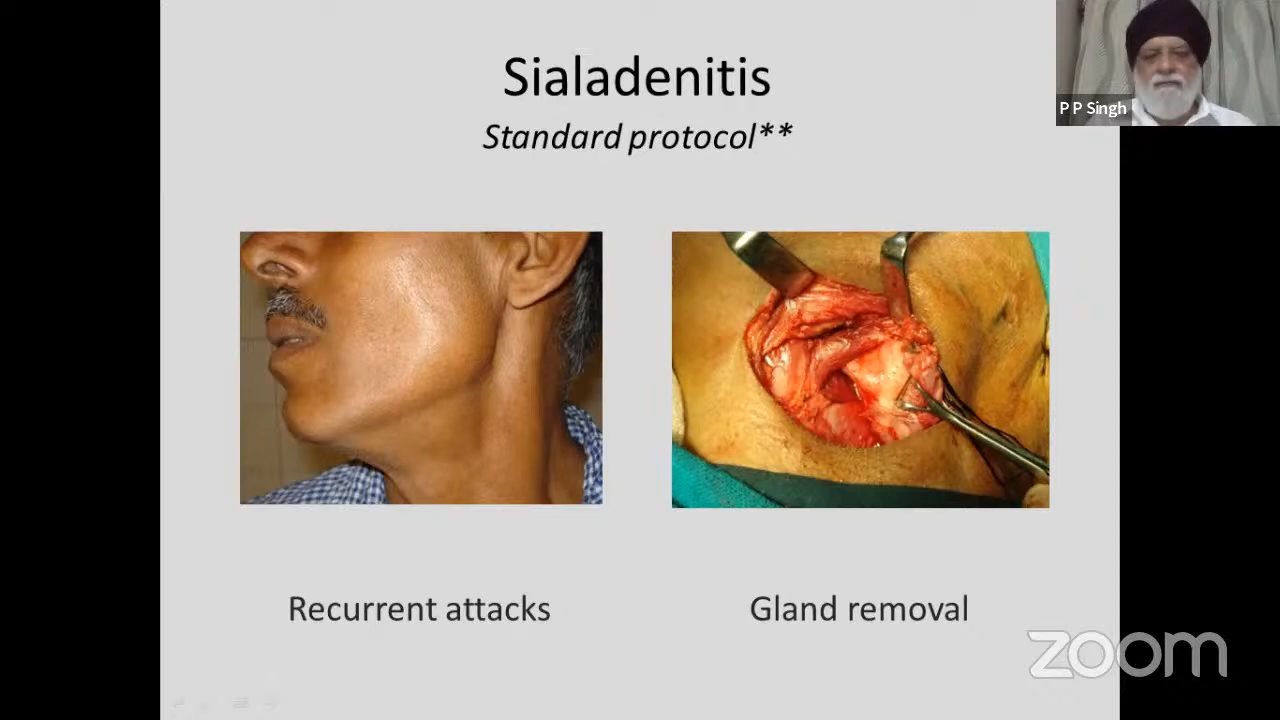 Sialadenitis
Standard protocol**
P P Singh
Recurrent attacks
Gland removal
zoom